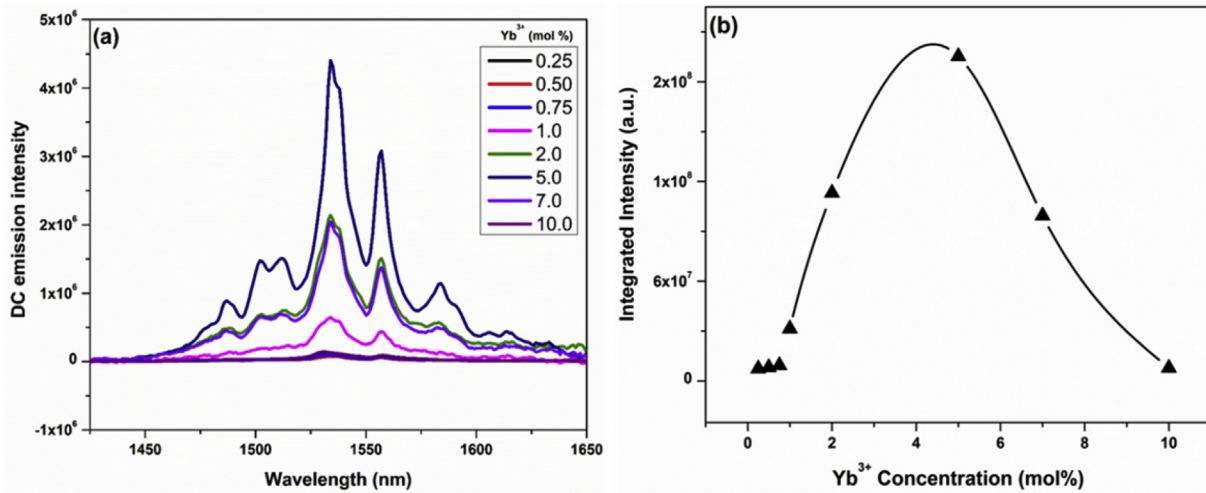 (a)
Yb³⁺ (mol %)
0.25
0.50
0.75
1.0
2.0
5.0
7.0
10.0
5x10⁶
4x10⁶
3x10⁶
2x10⁶
1x10⁶
0
-1x10⁶
DC emission intensity
1450
1500
1550
1600
1650
Wavelength (nm)
(b)
2x10⁸
1x10⁸
6x10⁷
0
Integrated Intensity (a.u.)
0
2
4
6
8
10
Yb³⁺ Concentration (mol%)